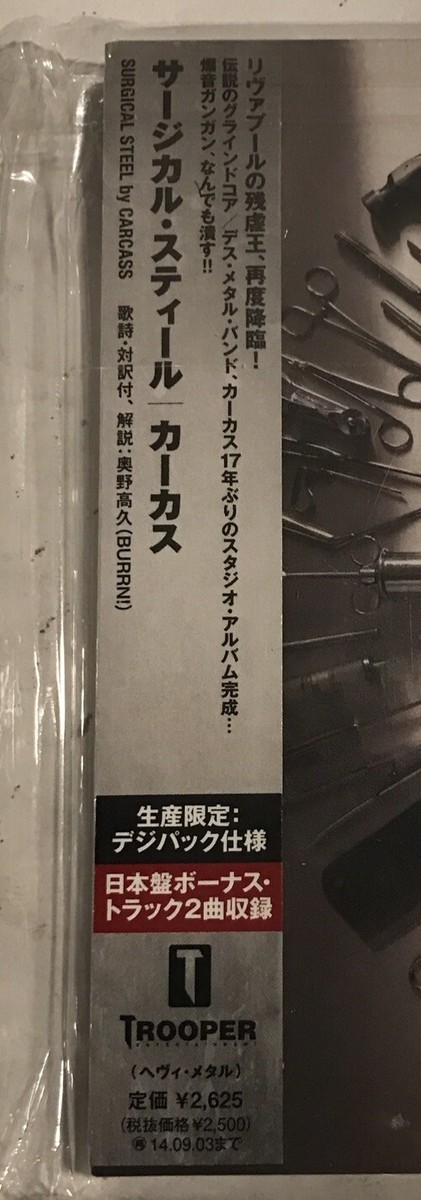 リヴァプールの残虐王、再度降臨！
伝説のグラインドコア/デス・メタル・バンド、カーカス17年ぶりのスタジオ・アルバム完成…
爆音ガンガン、なんでも潰す!!
サージカル・スティール｜カーカス
SURGICAL STEEL by CARCASS 歌詩・対訳付、解説：奥野高久(BURRN!)
生産限定：
デジパック仕様
日本盤ボーナス・
トラック2曲収録
TROOPER
ENTERTAINMENT
(ヘヴィ・メタル)
定価 ¥2,625
(税抜価格¥2,500)
㊢ 14.09.03まで